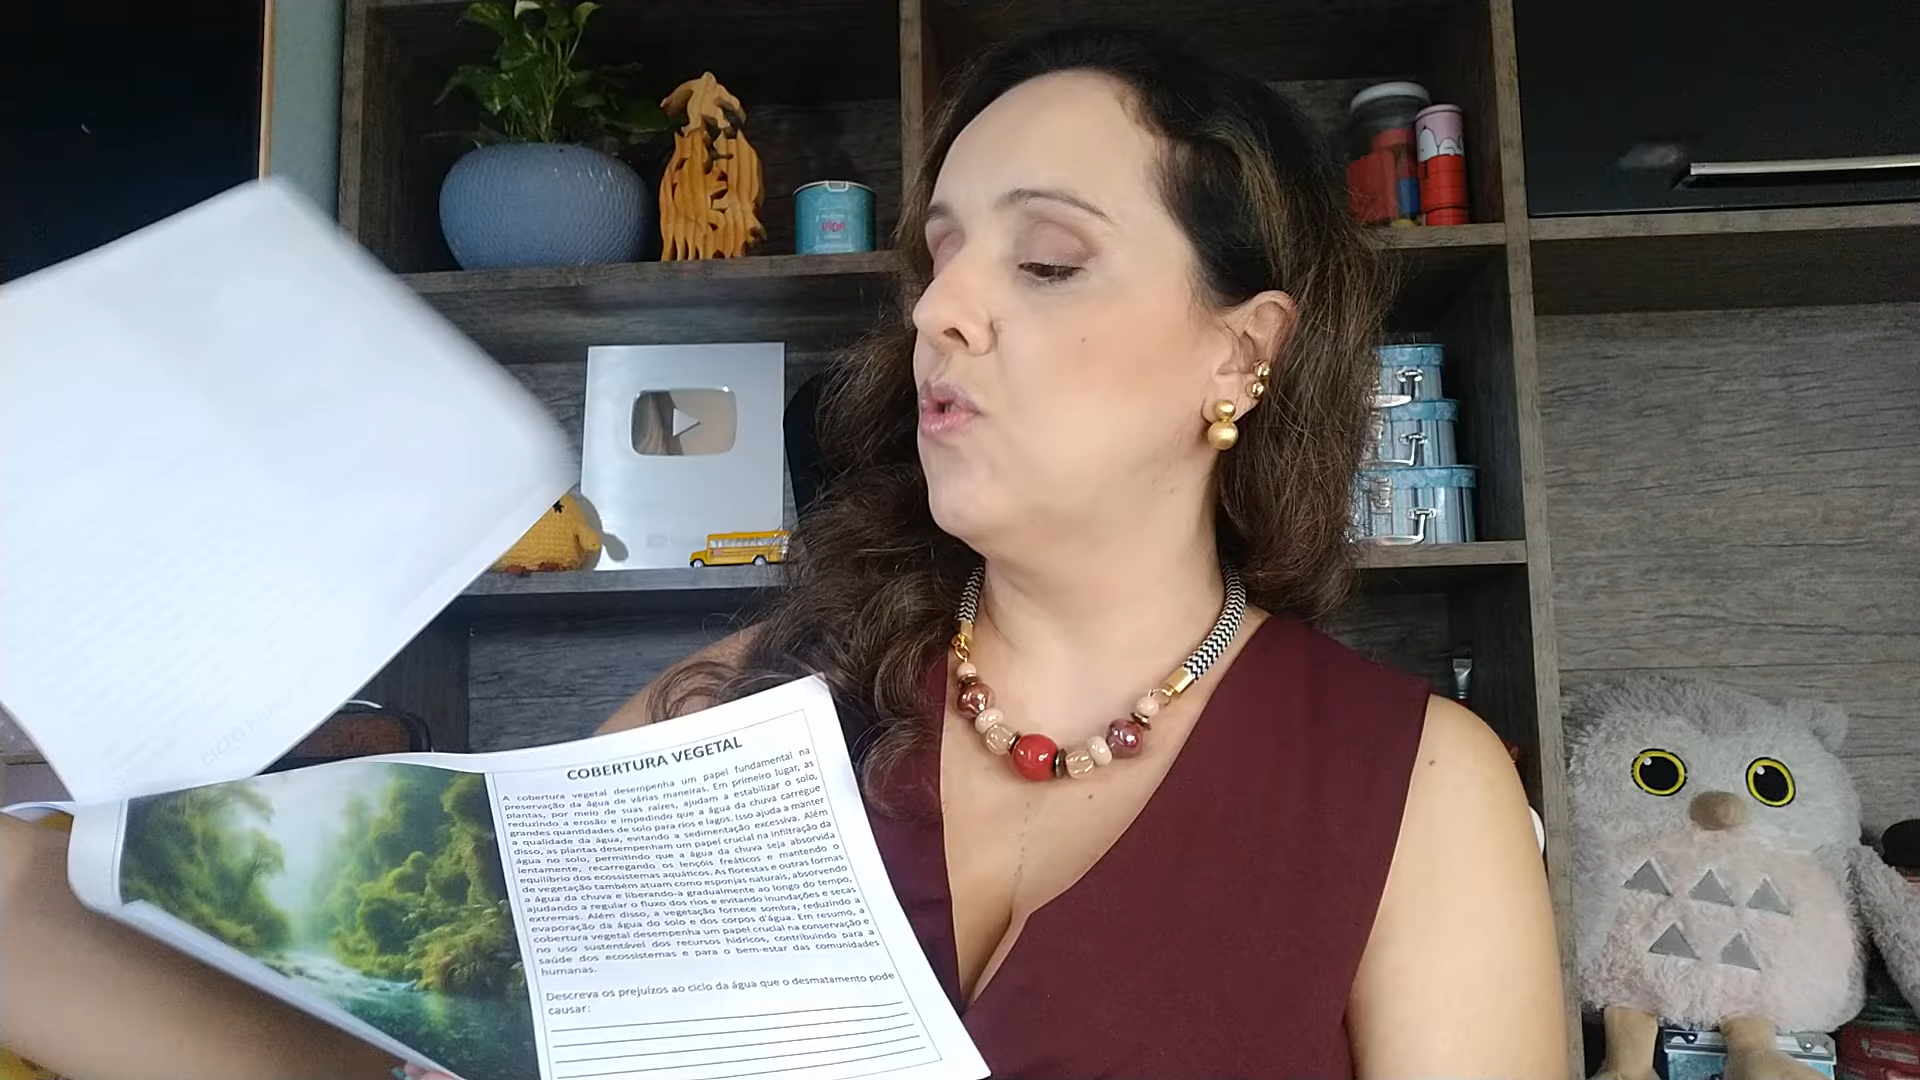 DIOR
COBERTURA VEGETAL
A cobertura vegetal desempenha um papel fundamental na
preservação da água de várias maneiras. Em primeiro lugar, as
plantas, por meio de suas raízes, ajudam a estabilizar o solo,
reduzindo a erosão e impedindo que a água da chuva carregue
grandes quantidades de solo para rios e lagos. Isso ajuda a manter
a qualidade da água, evitando a sedimentação excessiva. Além
disso, as plantas desempenham um papel crucial na infiltração da
água no solo, permitindo que a água da chuva seja absorvida
lentamente, recarregando os lençóis freáticos e mantendo o
equilíbrio dos ecossistemas aquáticos. As florestas e outras formas
de vegetação também atuam como esponjas naturais, absorvendo
a água da chuva e liberando-a gradualmente ao longo do tempo,
ajudando a regular o fluxo dos rios e evitando inundações e secas
extremas. Além disso, a vegetação fornece sombra, reduzindo a
evaporação da água do solo e dos corpos d'água. Em resumo, a
cobertura vegetal desempenha um papel crucial na conservação e
no uso sustentável dos recursos hídricos, contribuindo para a
saúde dos ecossistemas e para o bem-estar das comunidades
humanas.
Descreva os prejuízos ao ciclo da água que o desmatamento pode
causar: